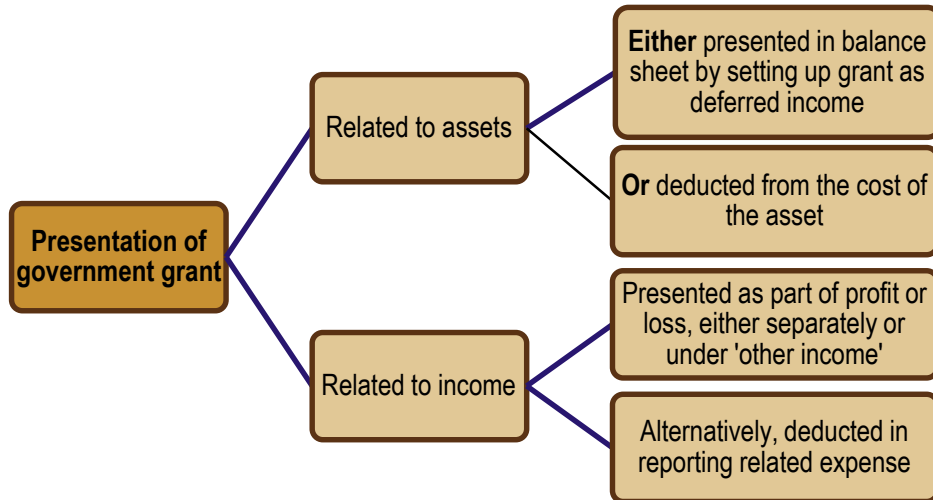 Presentation of
government grant
Related to assets
Either presented in balance
sheet by setting up grant as
deferred income
Or deducted from the cost of
the asset
Related to income
Presented as part of profit or
loss, either separately or
under 'other income'
Alternatively, deducted in
reporting related expense